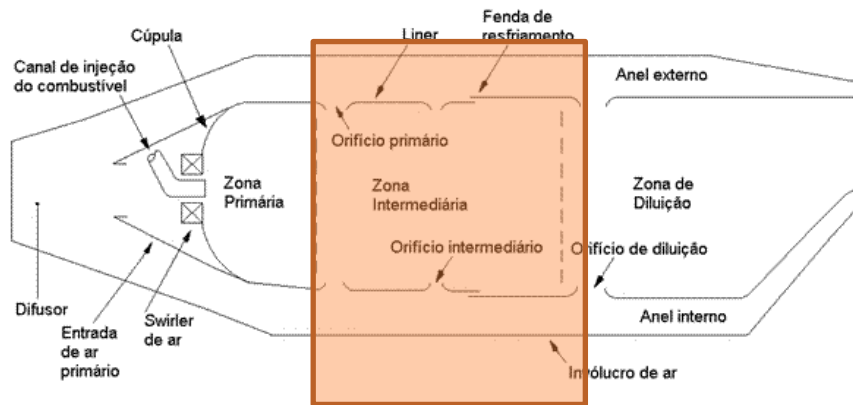 Cúpula
Liner
Fenda de
resfriamento
Canal de injeção
do combustível
Anel externo
Orifício primário
Zona
Primária
Zona
Intermediária
Zona de
Diluição
Orifício intermediário
Orifício de diluição
Difusor
Entrada
de ar
primário
Swirler
de ar
Anel interno
Invólucro de ar